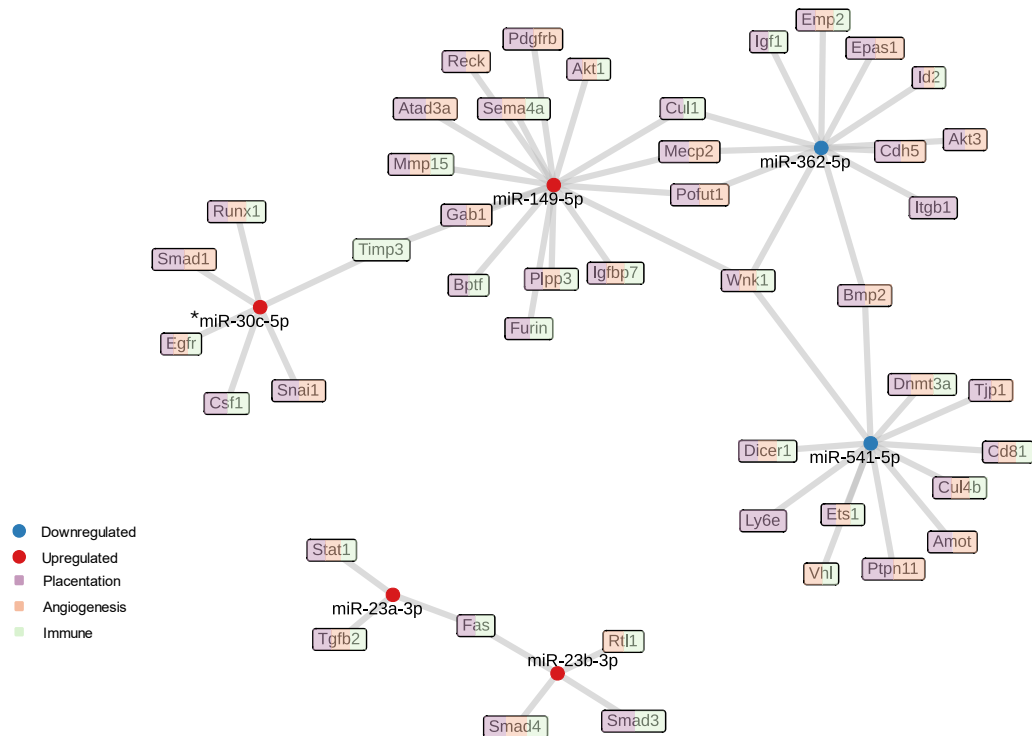 Pdgfrb
Emp2
Igf1
Epas1
Reck
Akt1
Id2
Atad3a
Sema4a
Cul1
Akt3
Mecp2
Cdh5
miR-362-5p
Mmp15
miR-149-5p
Pofut1
Itgb1
Runx1
Gab1
Timp3
Smad1
Bptf
Plpp3
Igfbp7
Wnk1
Bmp2
*miR-30c-5p
Furin
Egfr
Csf1
Snai1
Dnmt3a
Tjp1
Dicer1
miR-541-5p
Cd81
Cul4b
Ly6e
Ets1
Amot
Vhl
Ptpn11
Downregulated
Upregulated
Placentation
Angiogenesis
Immune
Stat1
miR-23a-3p
Tgfb2
Fas
Rtl1
miR-23b-3p
Smad4
Smad3